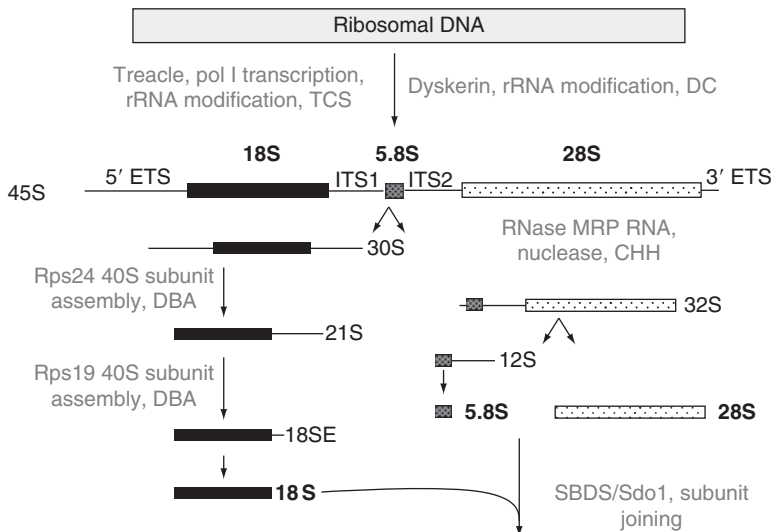 Ribosomal DNA
Treacle, pol I transcription,
rRNA modification, TCS
Dyskerin, rRNA modification, DC
18S 5.8S 28S
45S 5′ ETS ITS1 ITS2 3′ ETS
30S
RNase MRP RNA,
nuclease, CHH
Rps24 40S subunit
assembly, DBA
32S
21S
12S
Rps19 40S subunit
assembly, DBA
5.8S 28S
18SE
18S
SBDS/Sdo1, subunit
joining